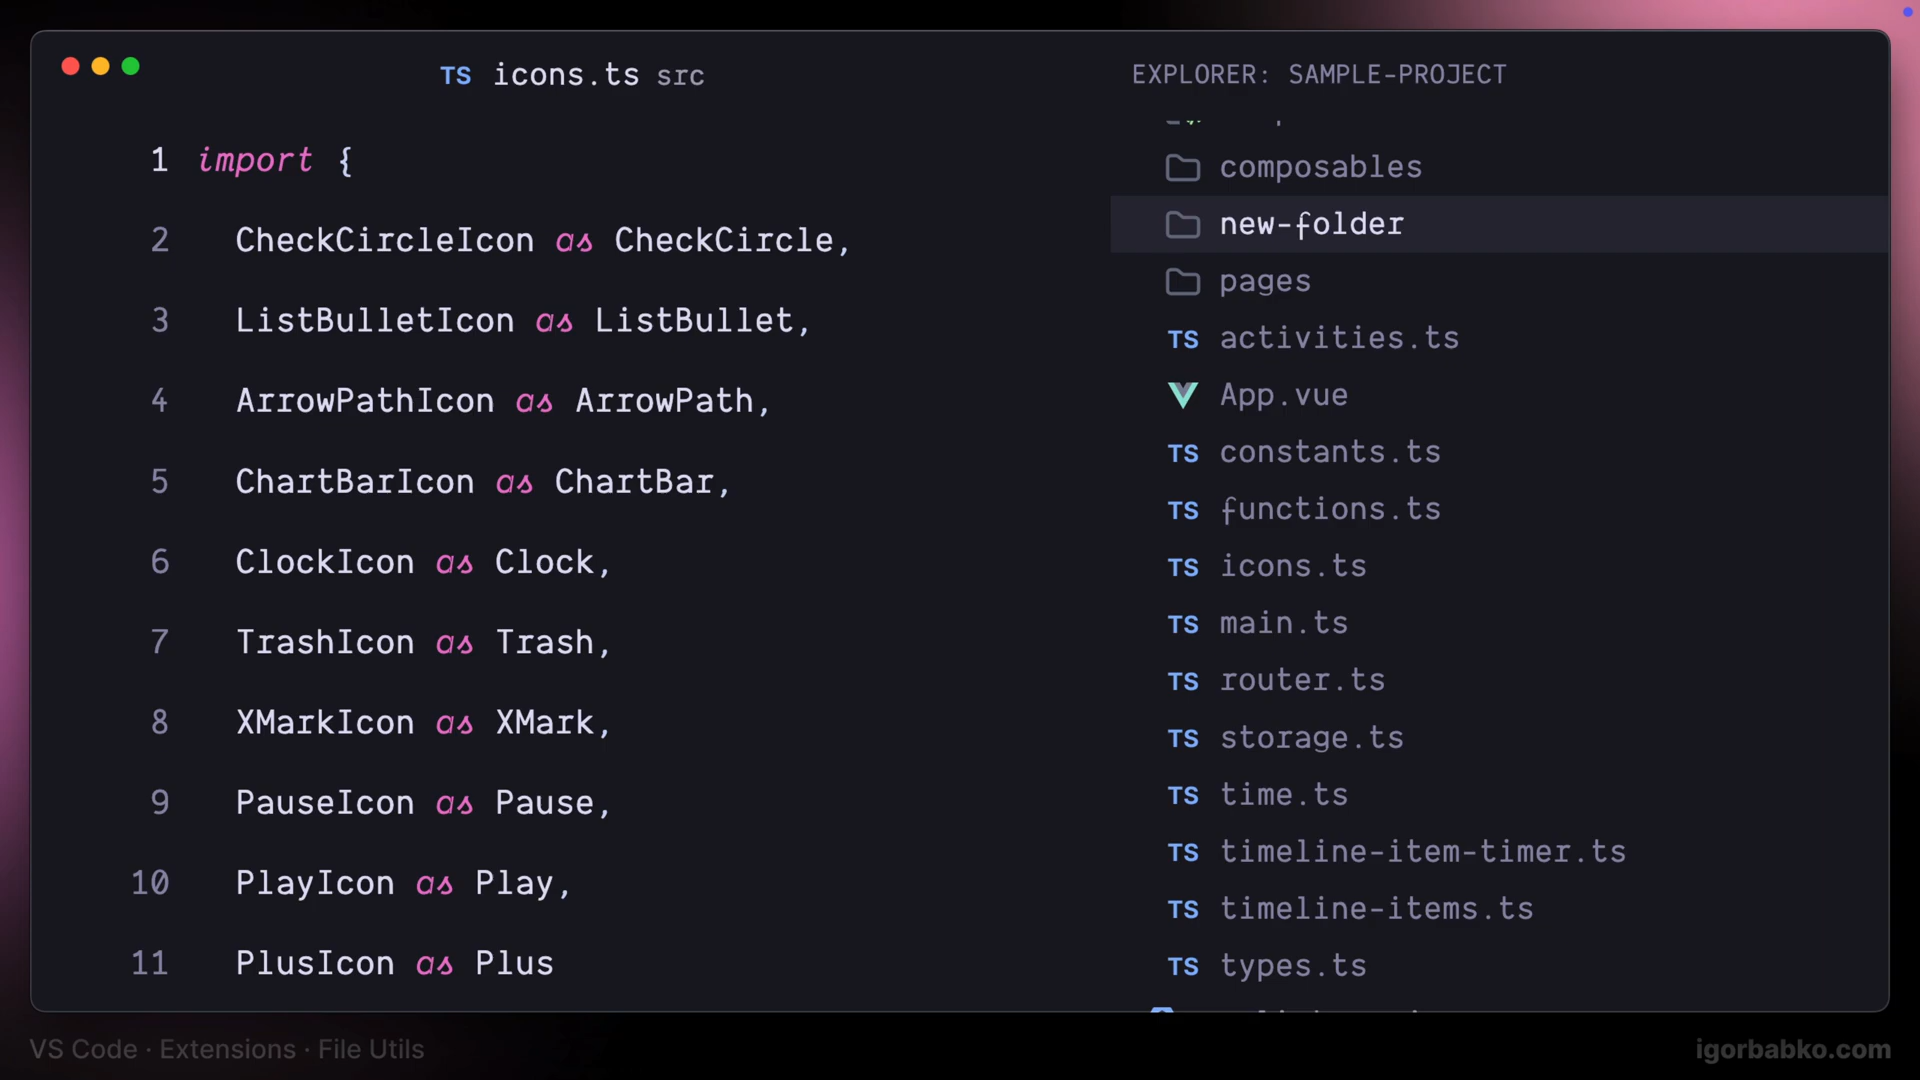 TS icons.ts src
1 import {
2 CheckCircleIcon as CheckCircle,
3 ListBulletIcon as ListBullet,
4 ArrowPathIcon as ArrowPath,
5 ChartBarIcon as ChartBar,
6 ClockIcon as Clock,
7 TrashIcon as Trash,
8 XMarkIcon as XMark,
9 PauseIcon as Pause,
10 PlayIcon as Play,
11 PlusIcon as Plus
EXPLORER: SAMPLE-PROJECT
composables
new-folder
pages
TS activities.ts
App.vue
TS constants.ts
TS functions.ts
TS icons.ts
TS main.ts
TS router.ts
TS storage.ts
TS time.ts
TS timeline-item-timer.ts
TS timeline-items.ts
TS types.ts
VS Code · Extensions · File Utils
igorbabko.com